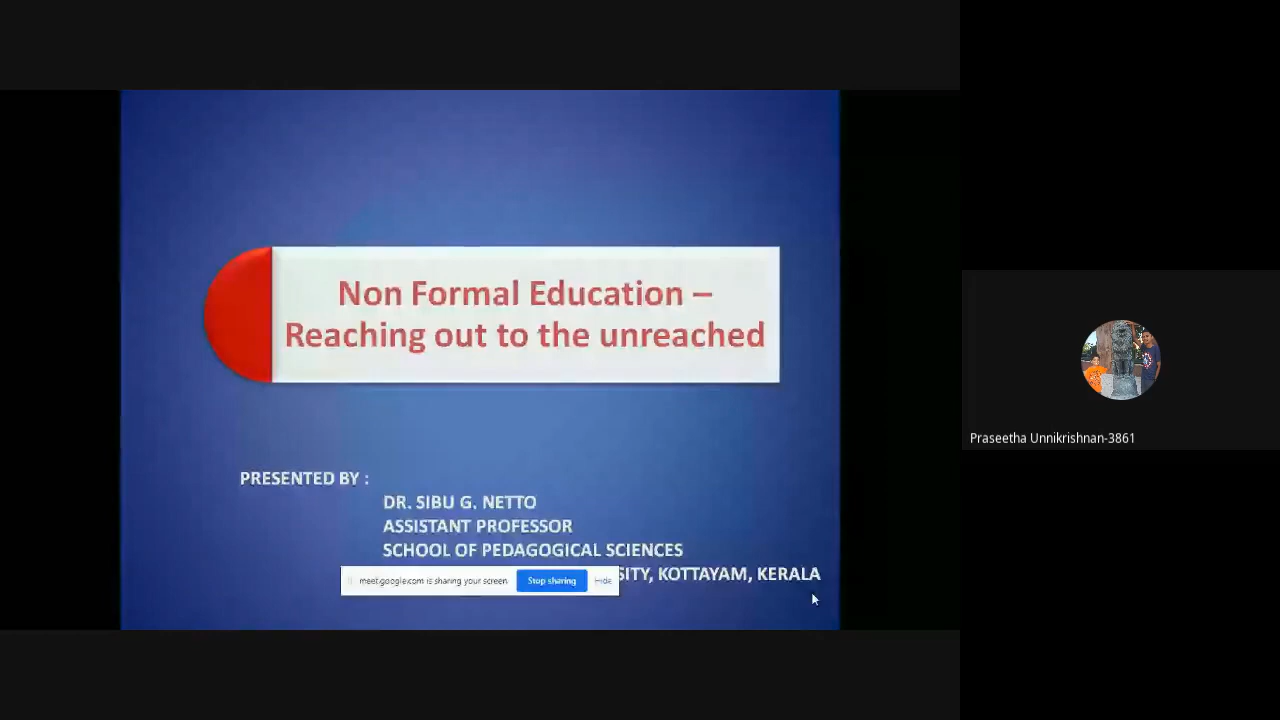 Non Formal Education –
Reaching out to the unreached
PRESENTED BY :
DR. SIBU G. NETTO
ASSISTANT PROFESSOR
SCHOOL OF PEDAGOGICAL SCIENCES
SITY, KOTTAYAM, KERALA
meet.google.com is sharing your screen Stop sharing Hide
Praseetha Unnikrishnan-3861